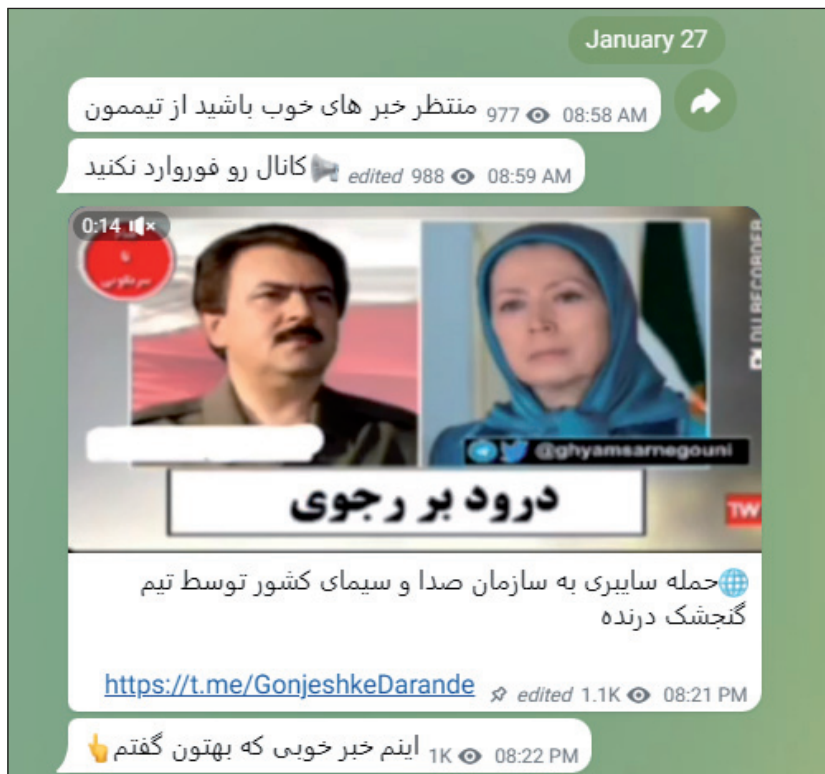 January 27
منتظر خبر های خوب باشید از تیممون
977 08:58 AM
📢کانال رو فوروارد نکنید
edited 988 08:59 AM
0:14
تا
سرنگونی
DU RECORDER
@ghyamsarnegouni
درود بر رجوی
TW
🌐حمله سایبری به سازمان صدا و سیمای کشور توسط تیم
گنجشک درنده
https://t.me/GonjeshkeDarande
edited 1.1K 08:21 PM
اینم خبر خوبی که بهتون گفتم👆
1K 08:22 PM